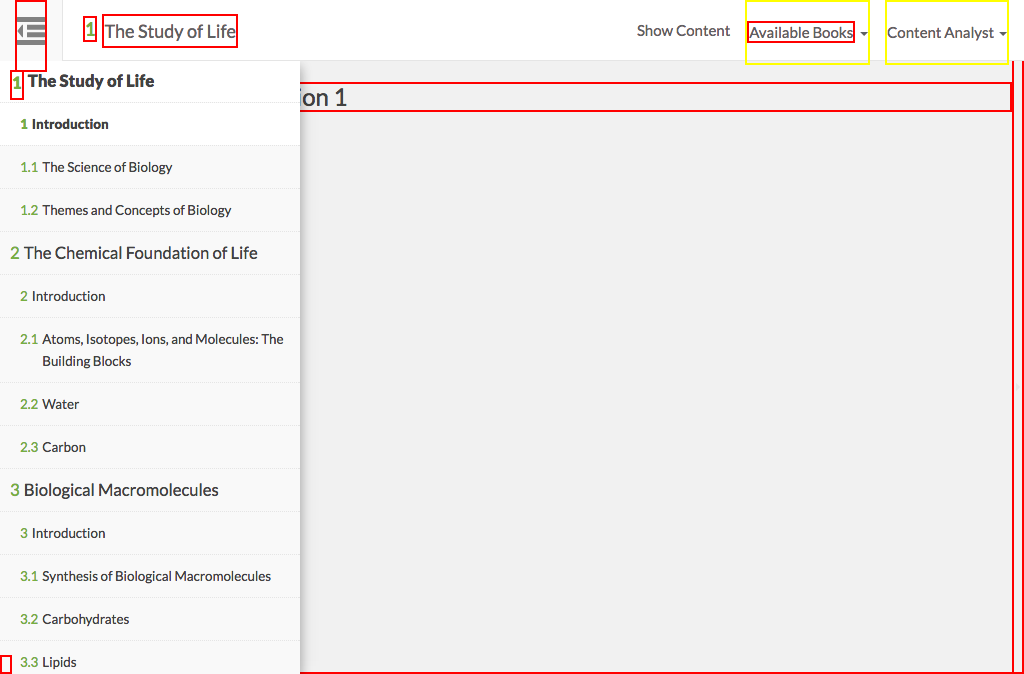 1 The Study of Life
Show Content
Available Books
Content Analyst
1 The Study of Life
ion 1
1 Introduction
1.1 The Science of Biology
1.2 Themes and Concepts of Biology
2 The Chemical Foundation of Life
2 Introduction
2.1 Atoms, Isotopes, Ions, and Molecules: The
Building Blocks
2.2 Water
2.3 Carbon
3 Biological Macromolecules
3 Introduction
3.1 Synthesis of Biological Macromolecules
3.2 Carbohydrates
3.3 Lipids